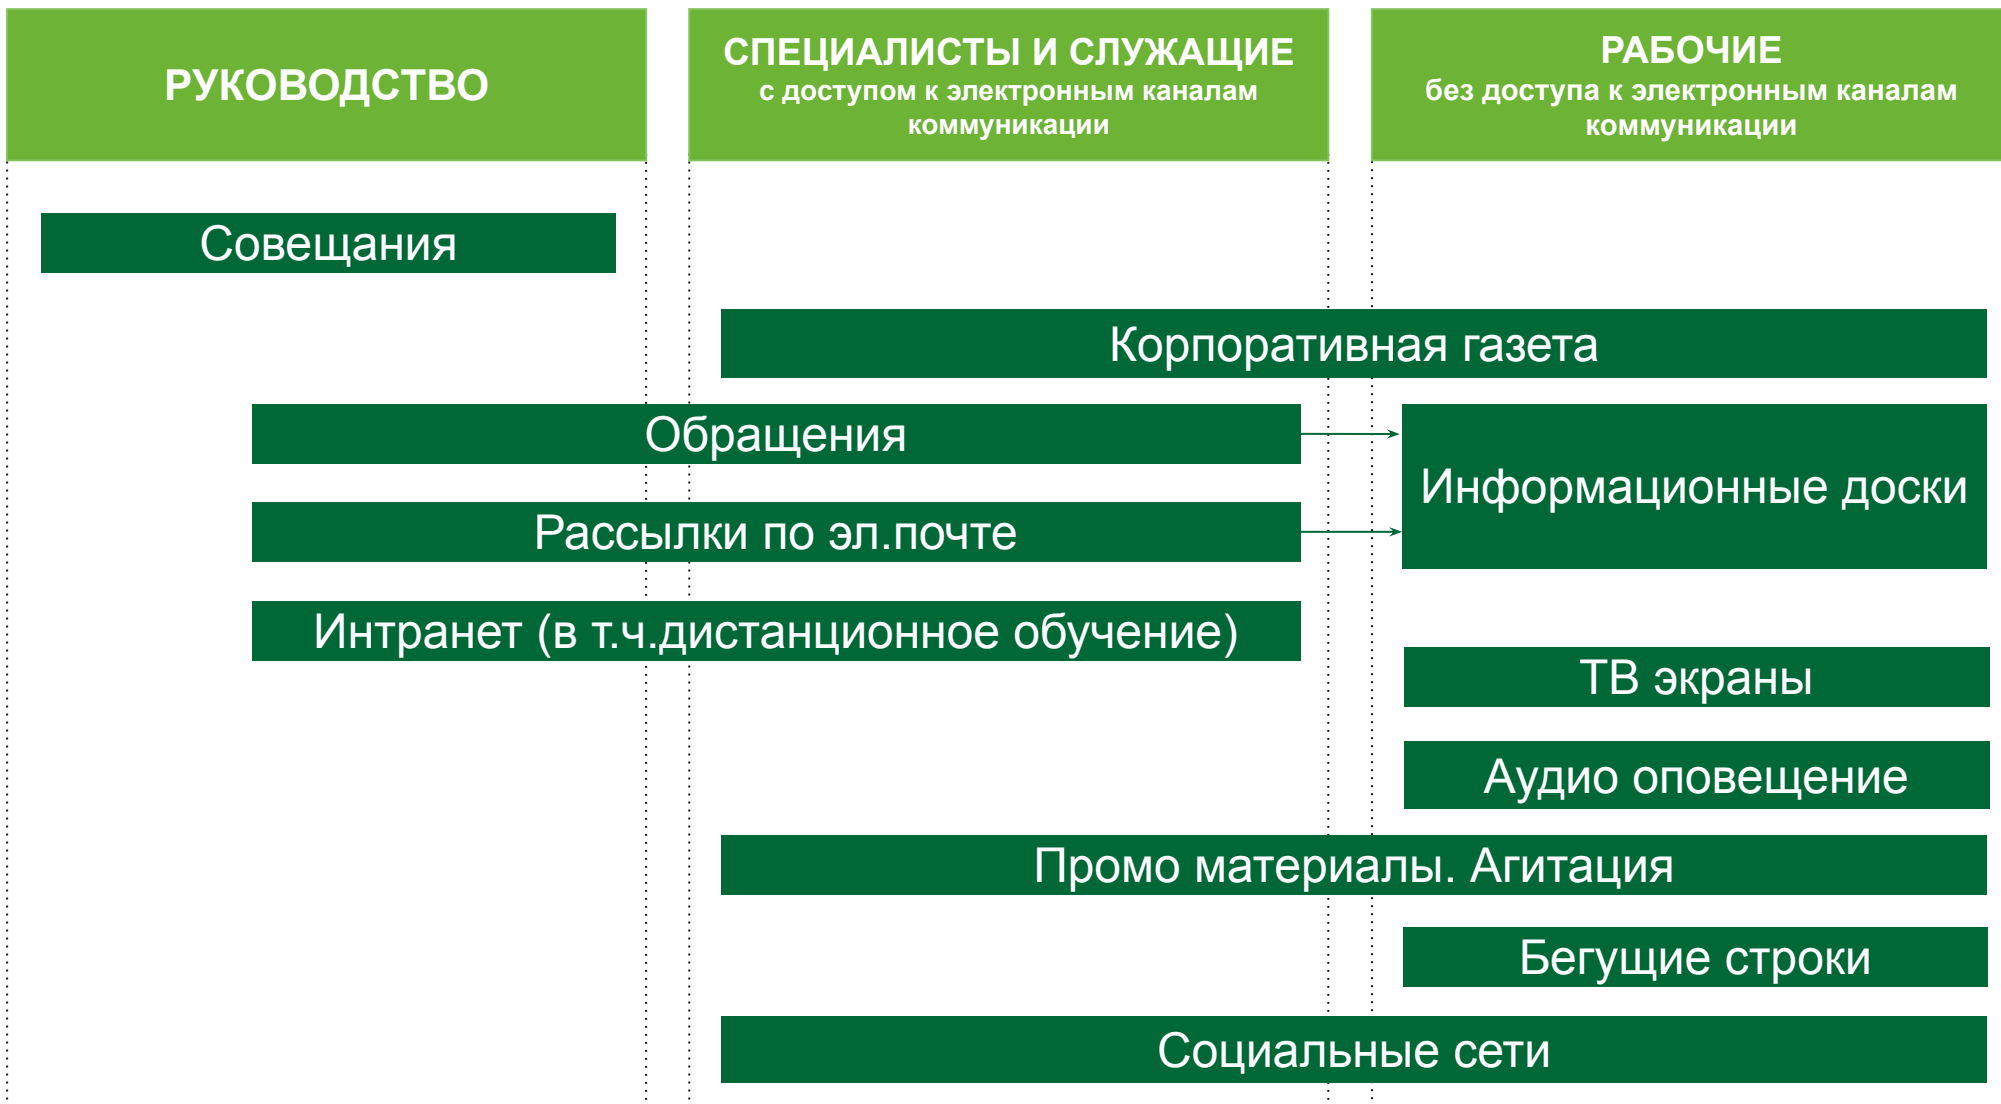 РУКОВОДСТВО
СПЕЦИАЛИСТЫ И СЛУЖАЩИЕ
с доступом к электронным каналам
коммуникации
РАБОЧИЕ
без доступа к электронным каналам
коммуникации
Совещания
Корпоративная газета
Обращения
Информационные доски
Рассылки по эл.почте
Интранет (в т.ч.дистанционное обучение)
ТВ экраны
Аудио оповещение
Промо материалы. Агитация
Бегущие строки
Социальные сети